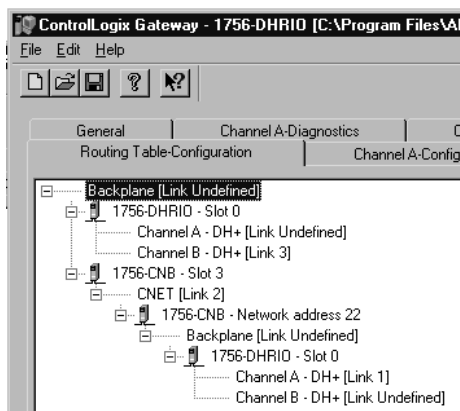 ControlLogix Gateway - 1756-DHRIO [C:\Program Files\A
File Edit Help
General Channel A-Diagnostics
Routing Table-Configuration Channel A-Config
Backplane [Link Undefined]
1756-DHRIO - Slot 0
Channel A - DH+ [Link Undefined]
Channel B - DH+ [Link 3]
1756-CNB - Slot 3
CNET [Link 2]
1756-CNB - Network address 22
Backplane [Link Undefined]
1756-DHRIO - Slot 0
Channel A - DH+ [Link 1]
Channel B - DH+ [Link Undefined]